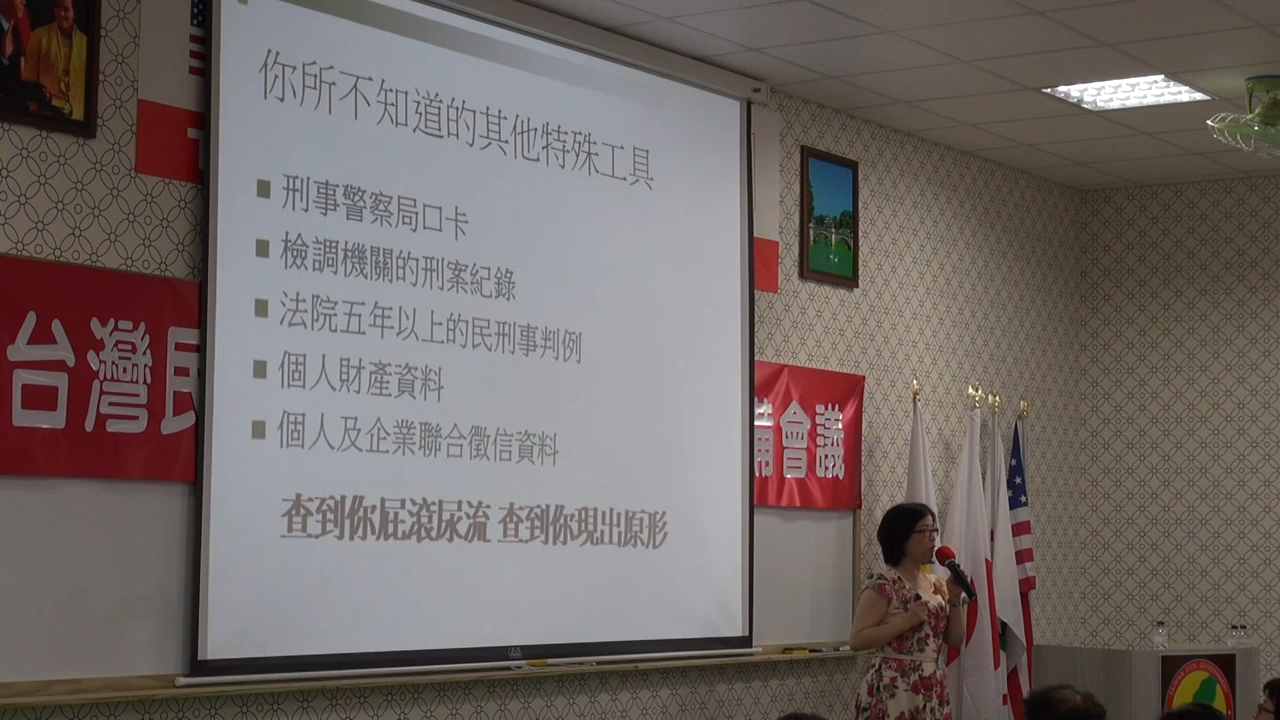 你所不知道的其他特殊工具
刑事警察局口卡
檢調機關的刑案紀錄
法院五年以上的民刑事判例
個人財產資料
個人及企業聯合徵信資料
查到你屁滾尿流 查到你現出原形
台灣民
備會議